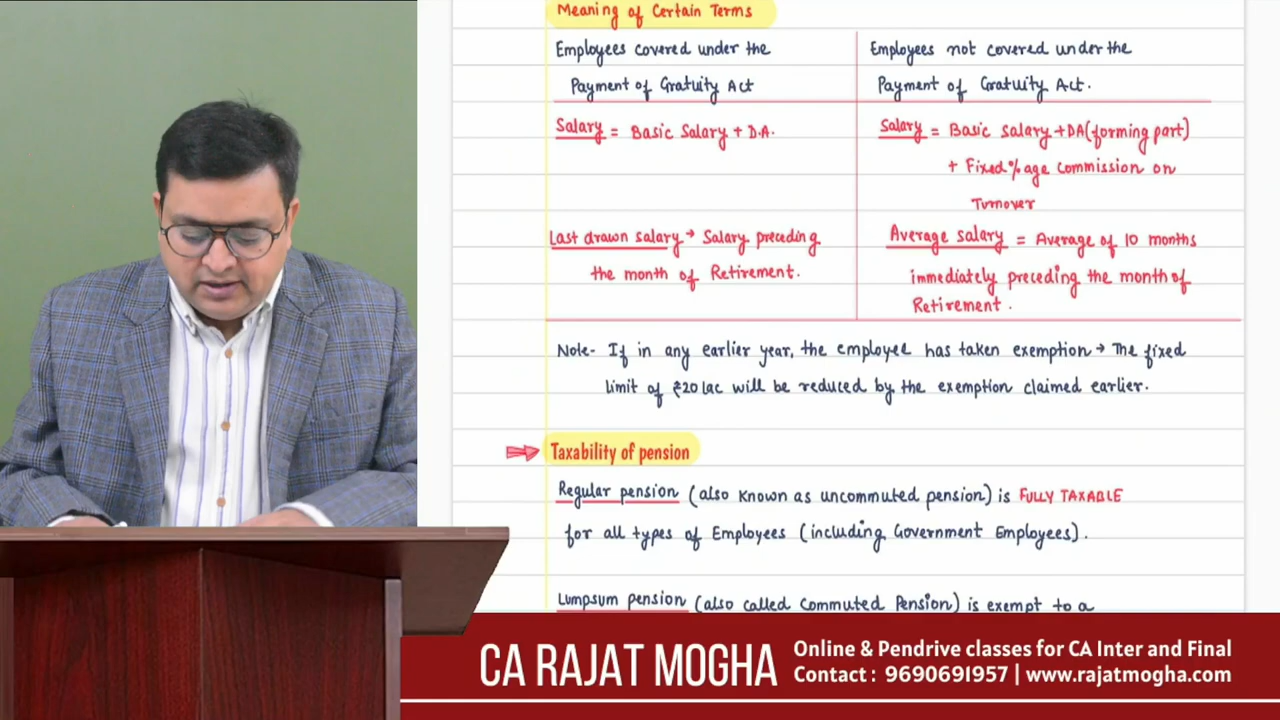 Meaning of Certain Terms
Employees covered under the
Payment of Gratuity Act
Salary = Basic Salary + D.A.
Last drawn salary → Salary preceding
the month of Retirement.
Employees not covered under the
Payment of Gratuity Act.
Salary = Basic salary + DA (forming part)
+ Fixed %age commission on
Turnover
Average salary = Average of 10 months
immediately preceding the month of
Retirement.
Note- If in any earlier year, the employee has taken exemption → The fixed
limit of ₹20 lac will be reduced by the exemption claimed earlier.
Taxability of pension
Regular pension (also known as uncommuted pension) is FULLY TAXABLE
for all types of Employees (including Government Employees).
Lumpsum pension (also called commuted Pension) is exempt to a
CA RAJAT MOGHA
Online & Pendrive classes for CA Inter and Final
Contact : 9690691957 | www.rajatmogha.com